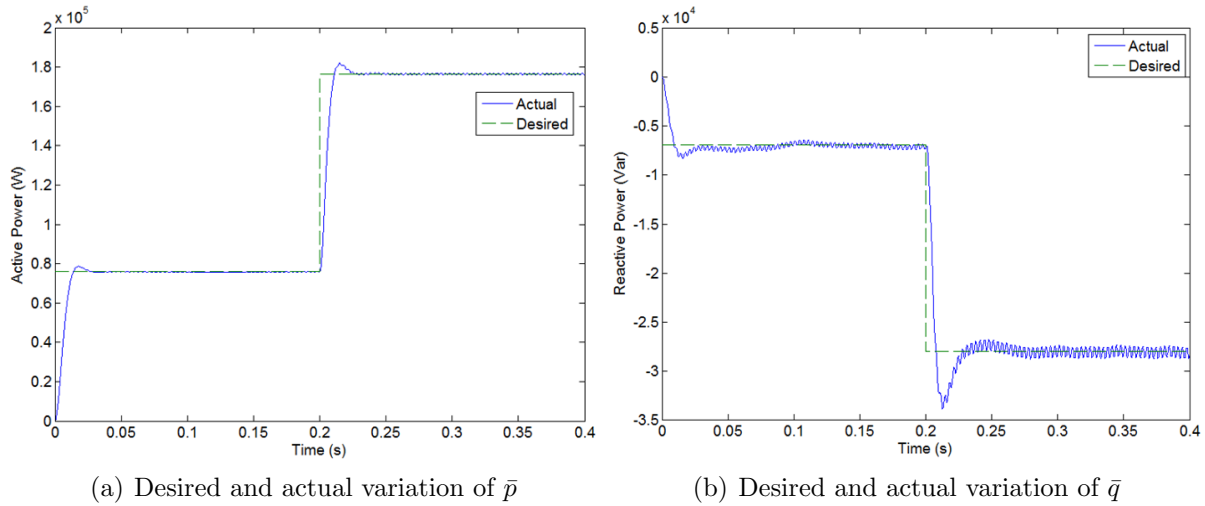 x 10⁵
2
1.8
1.6
1.4
1.2
1
0.8
0.6
0.4
0.2
0
Active Power (W)
Actual
Desired
0 0.05 0.1 0.15 0.2 0.25 0.3 0.35 0.4
Time (s)
(a) Desired and actual variation of p̄
x 10⁴
0.5
0
-0.5
-1
-1.5
-2
-2.5
-3
-3.5
Reactive Power (Var)
Actual
Desired
0 0.05 0.1 0.15 0.2 0.25 0.3 0.35 0.4
Time (s)
(b) Desired and actual variation of q̄